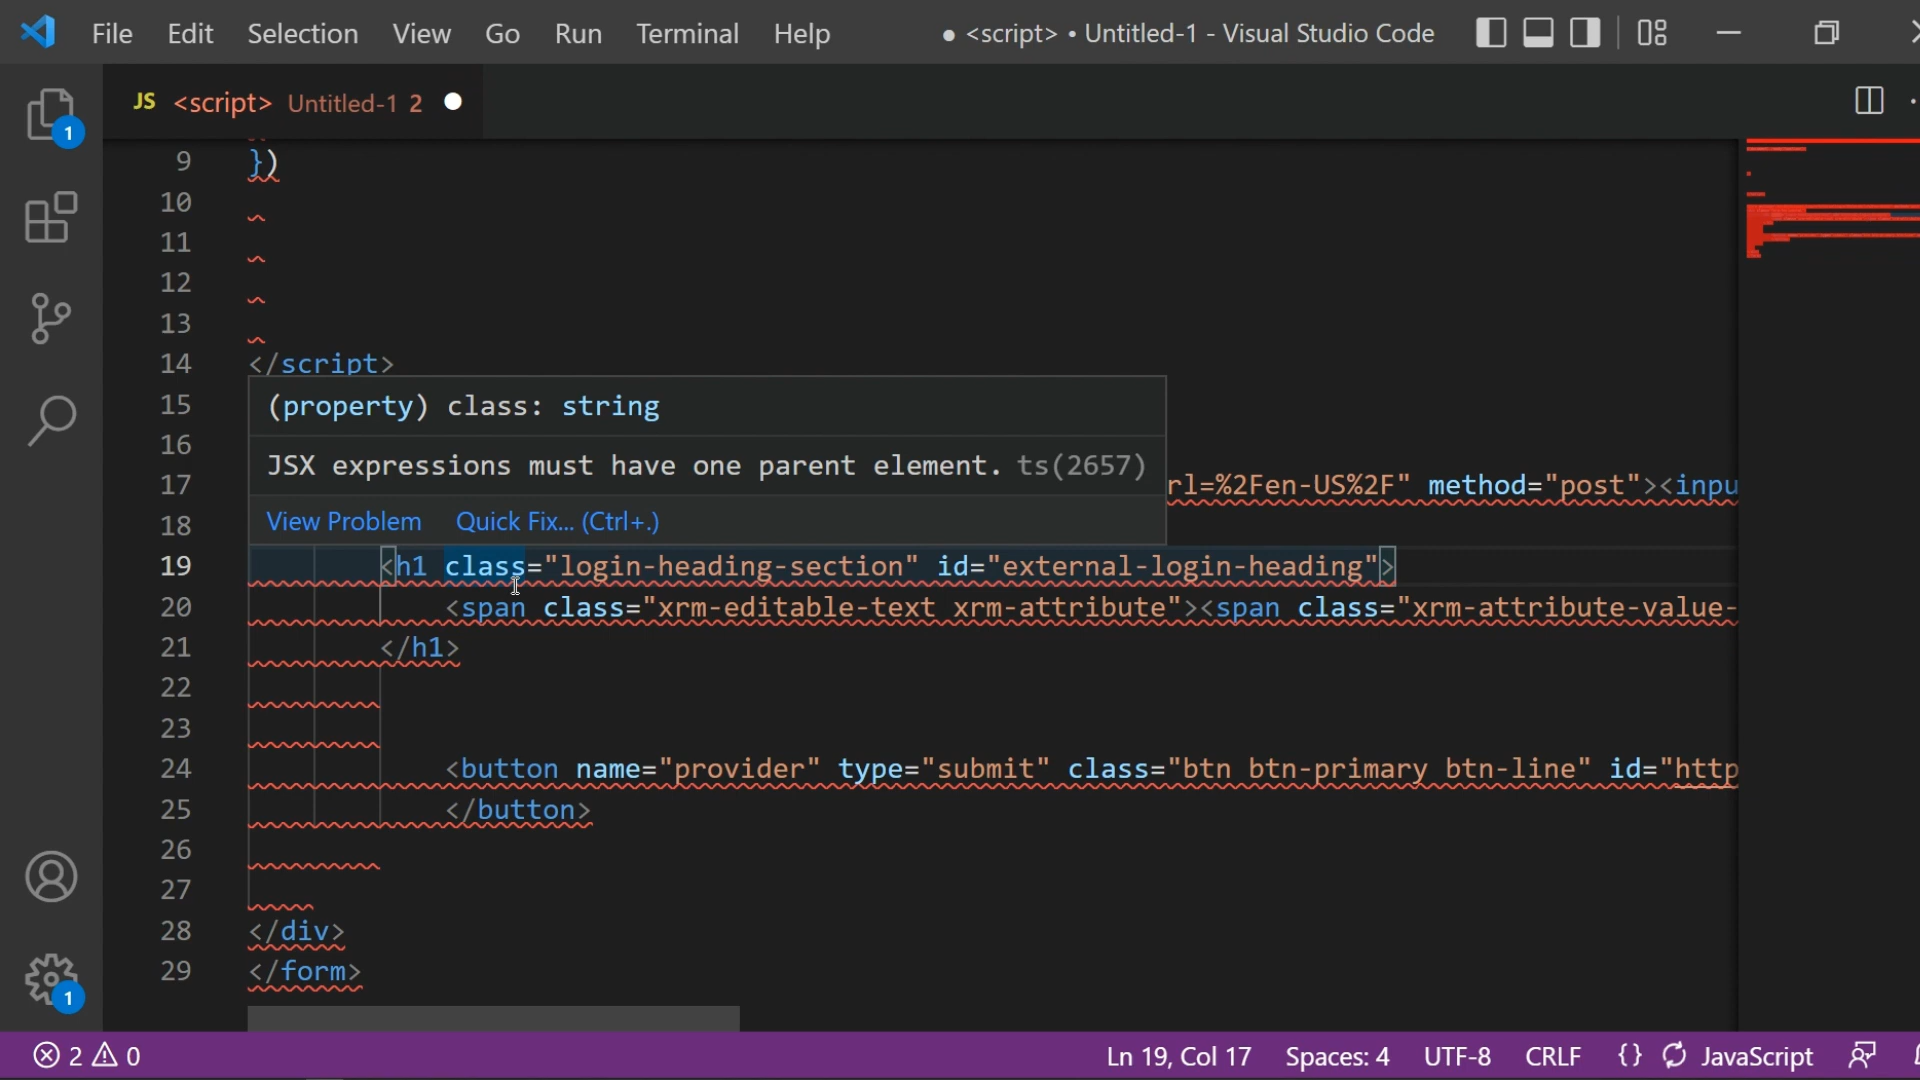 File Edit Selection View Go Run Terminal Help ● <script> • Untitled-1 - Visual Studio Code
JS <script> Untitled-1 2 ●
1
9 })
10
11
12
13
14 </script>
15 (property) class: string
16 JSX expressions must have one parent element. ts(2657)
17 rl=%2Fen-US%2F" method="post"><inpu
18 View Problem Quick Fix... (Ctrl+.)
19 <h1 class="login-heading-section" id="external-login-heading">
20 <span class="xrm-editable-text xrm-attribute"><span class="xrm-attribute-value-
21 </h1>
22
23
24 <button name="provider" type="submit" class="btn btn-primary btn-line" id="http
25 </button>
26
27
28 </div>
29 </form>
1
2 0 Ln 19, Col 17 Spaces: 4 UTF-8 CRLF {} JavaScript